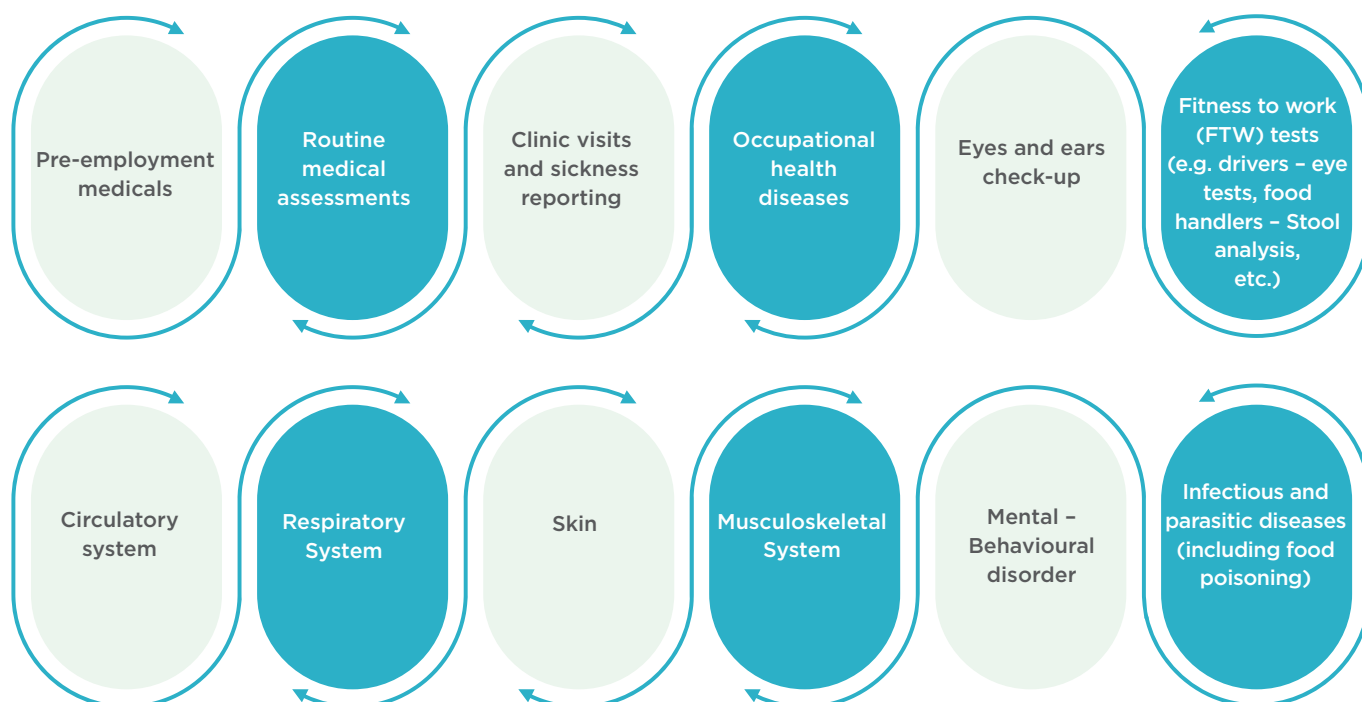 Pre-employment
medicals
Routine
medical
assessments
Clinic visits
and sickness
reporting
Occupational
health
diseases
Eyes and ears
check-up
Fitness to work
(FTW) tests
(e.g. drivers – eye
tests, food
handlers – Stool
analysis,
etc.)
Circulatory
system
Respiratory
System
Skin
Musculoskeletal
System
Mental –
Behavioural
disorder
Infectious and
parasitic diseases
(including food
poisoning)